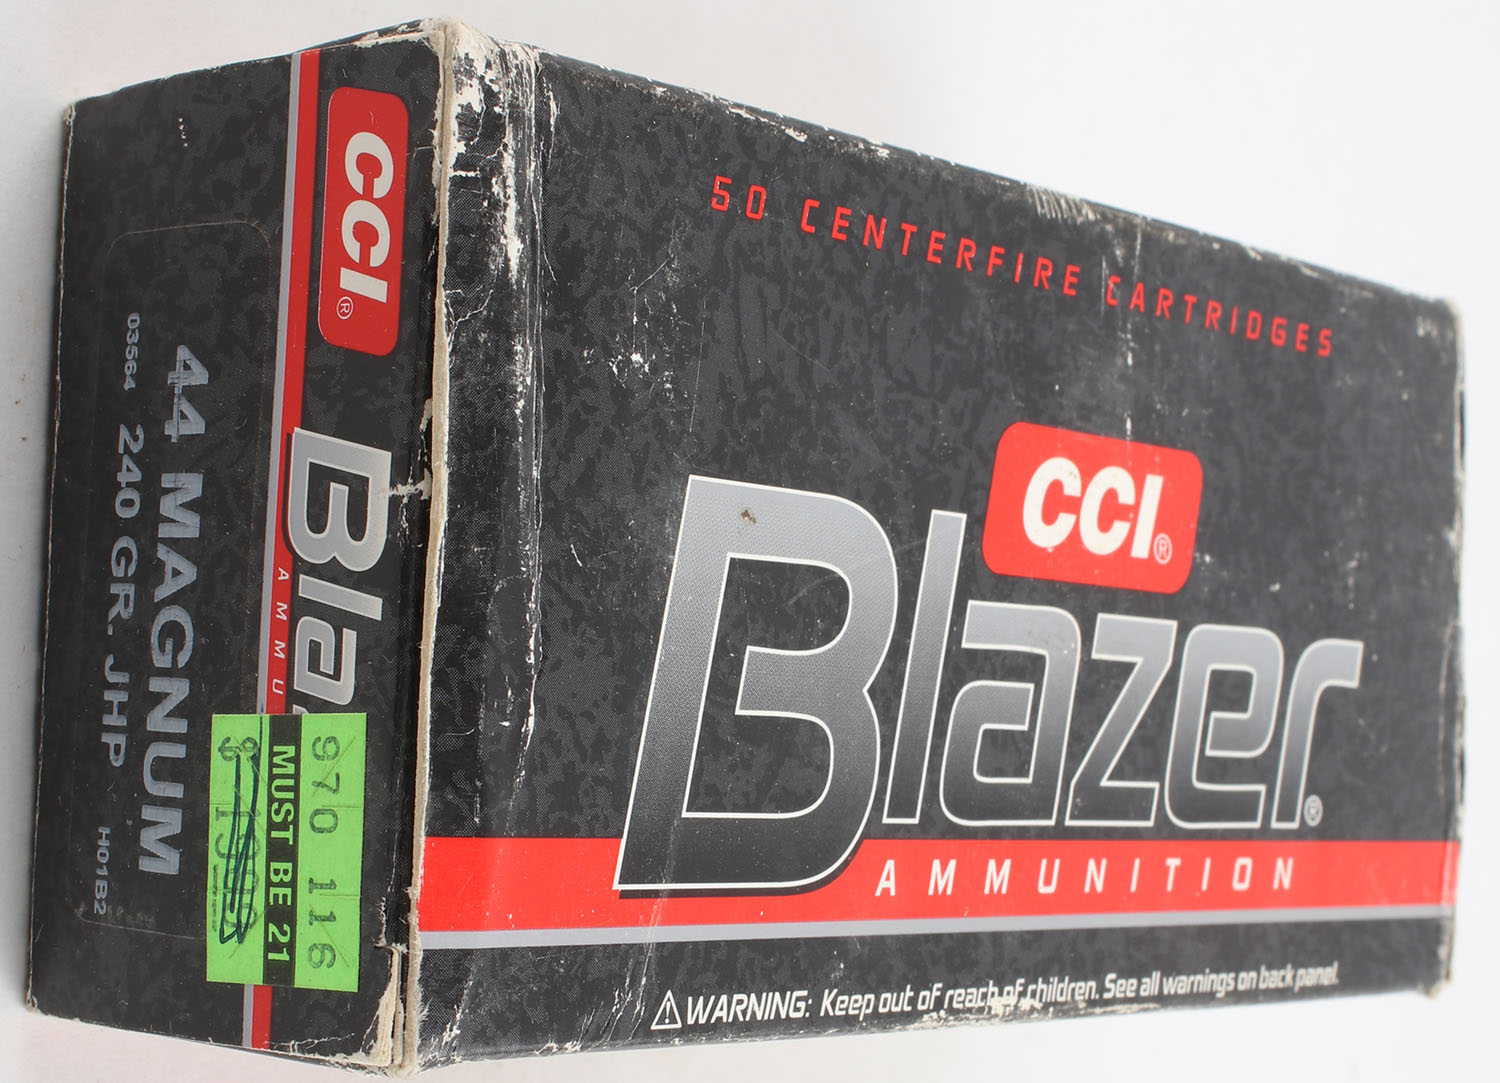 50 CENTERFIRE CARTRIDGES
CCI®
Blazer®
AMMUNITION
⚠WARNING: Keep out of reach of children. See all warnings on back panel.
CCI®
Bla
AMMU
44 MAGNUM
03564 240 GR. JHP H01B2
970 116
MUST BE 21